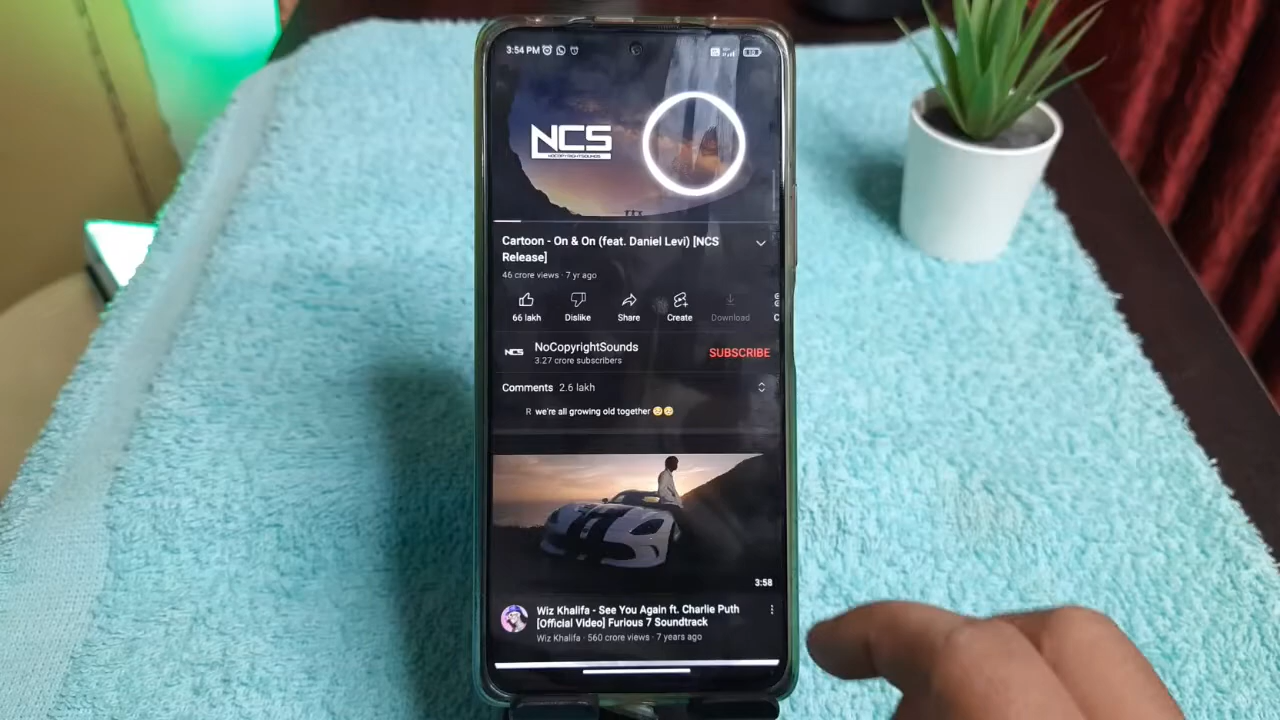 3:54 PM
NCS
NOCOPYRIGHTSOUNDS
Cartoon - On & On (feat. Daniel Levi) [NCS
Release]
46 crore views · 7 yr ago
66 lakh
Dislike
Share
Create
Download
NCS
NoCopyrightSounds
3.27 crore subscribers
SUBSCRIBE
Comments 2.6 lakh
R we're all growing old together 🥺🥺
3:58
Wiz Khalifa - See You Again ft. Charlie Puth
[Official Video] Furious 7 Soundtrack
Wiz Khalifa · 560 crore views · 7 years ago